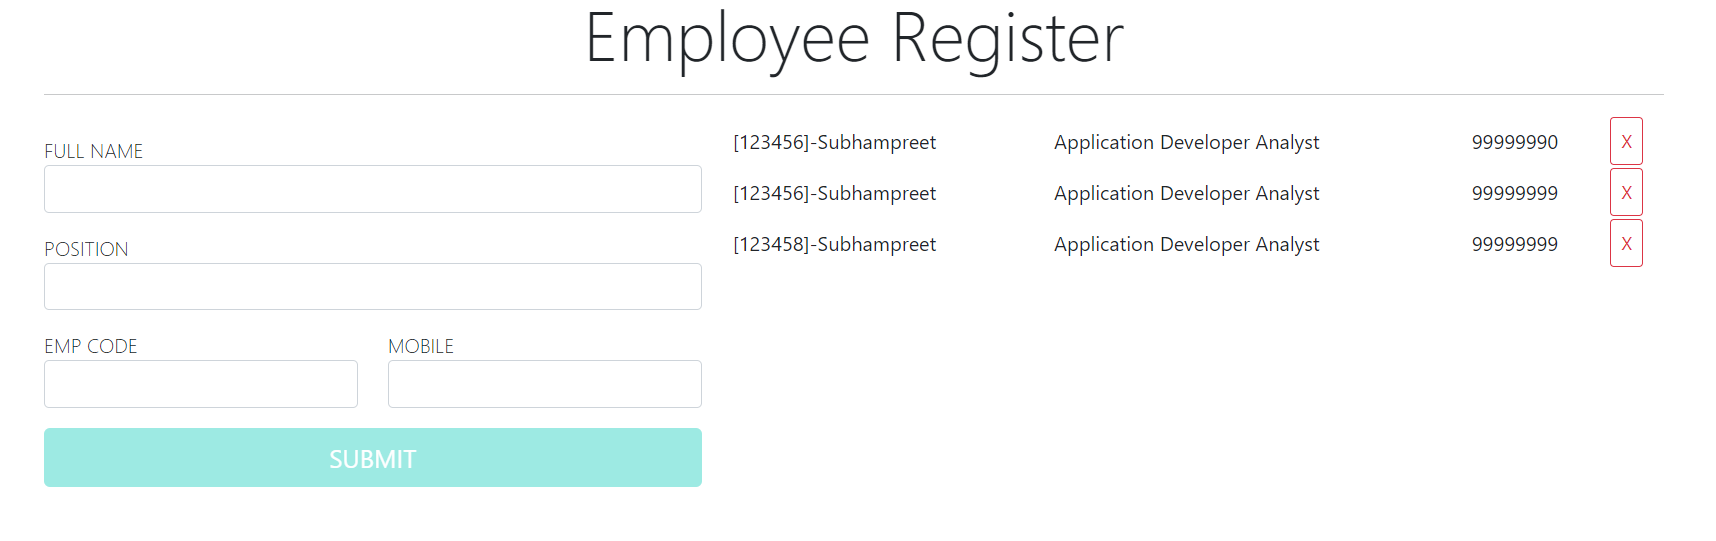 Employee Register
FULL NAME
POSITION
EMP CODE MOBILE
SUBMIT
[123456]-Subhampreet Application Developer Analyst 99999990 X
[123456]-Subhampreet Application Developer Analyst 99999999 X
[123458]-Subhampreet Application Developer Analyst 99999999 X